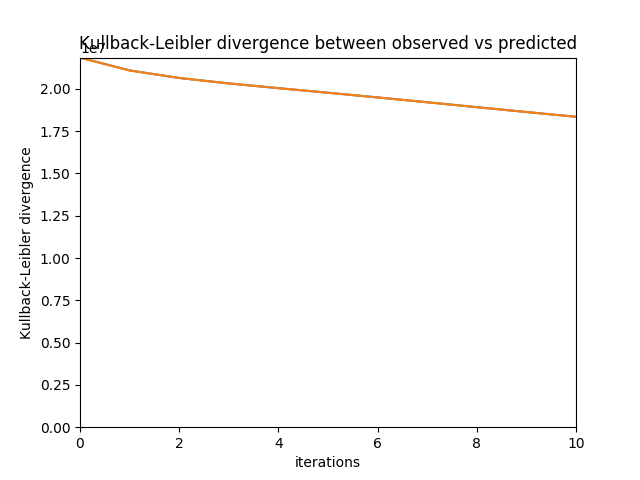 Kullback-Leibler divergence between observed vs predicted
1e7
2.00
1.75
1.50
1.25
1.00
0.75
0.50
0.25
0.00
Kullback-Leibler divergence
0 2 4 6 8 10
iterations